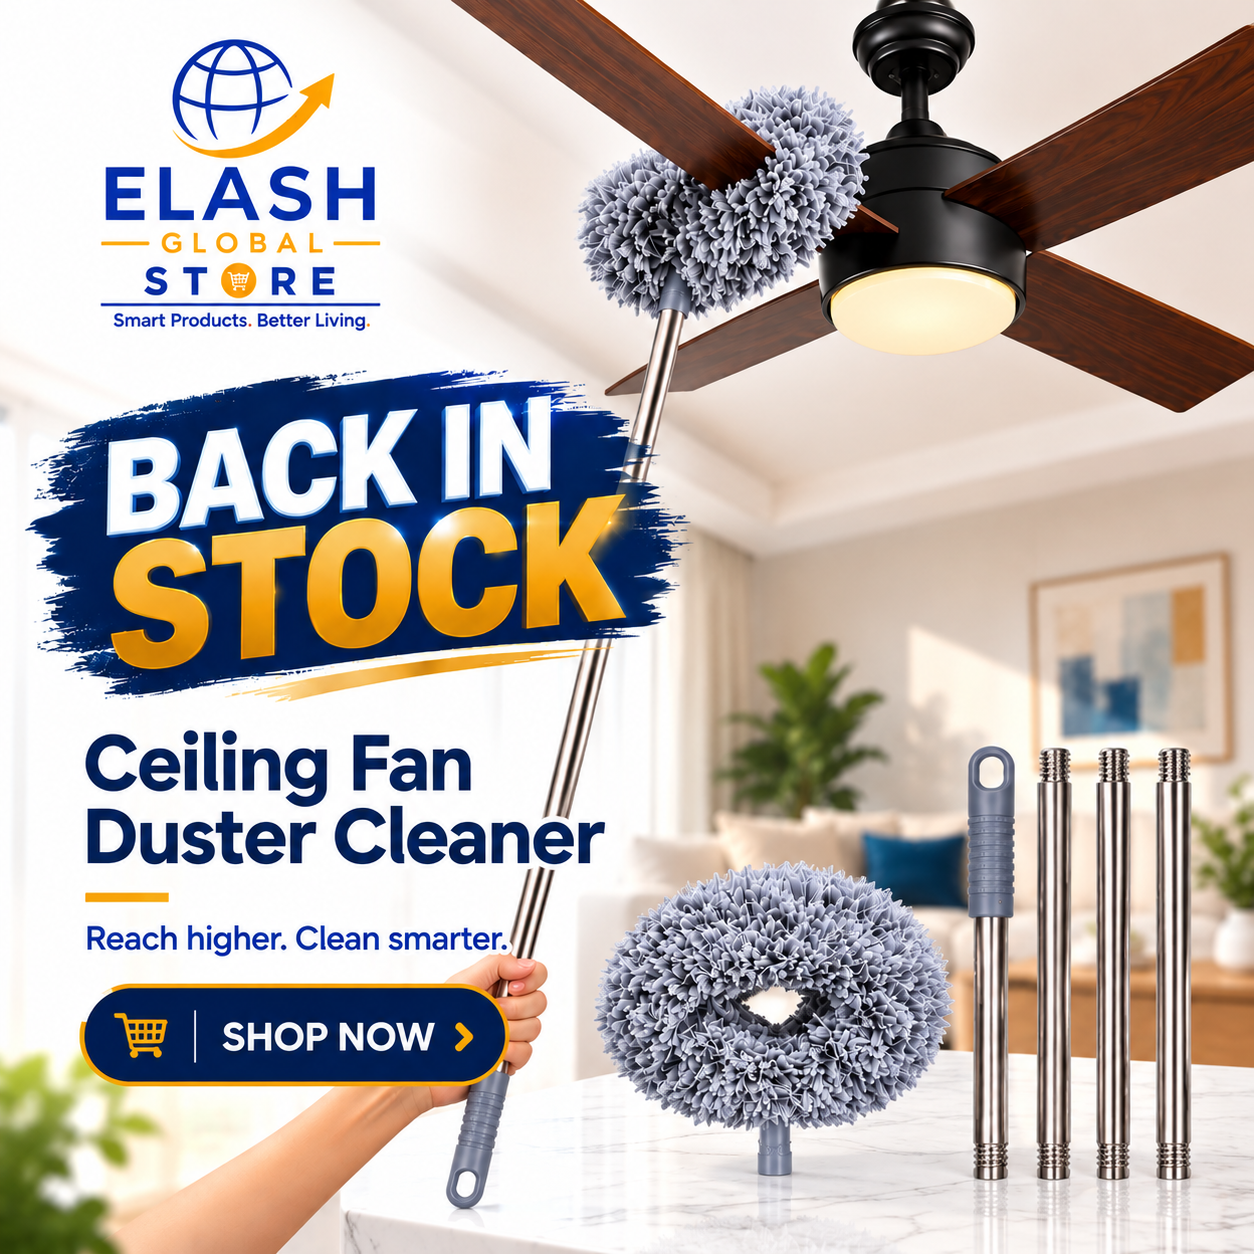 ELASH
GLOBAL
STORE
Smart Products. Better Living.
BACK IN
STOCK
Ceiling Fan
Duster Cleaner
Reach higher. Clean smarter.
SHOP NOW